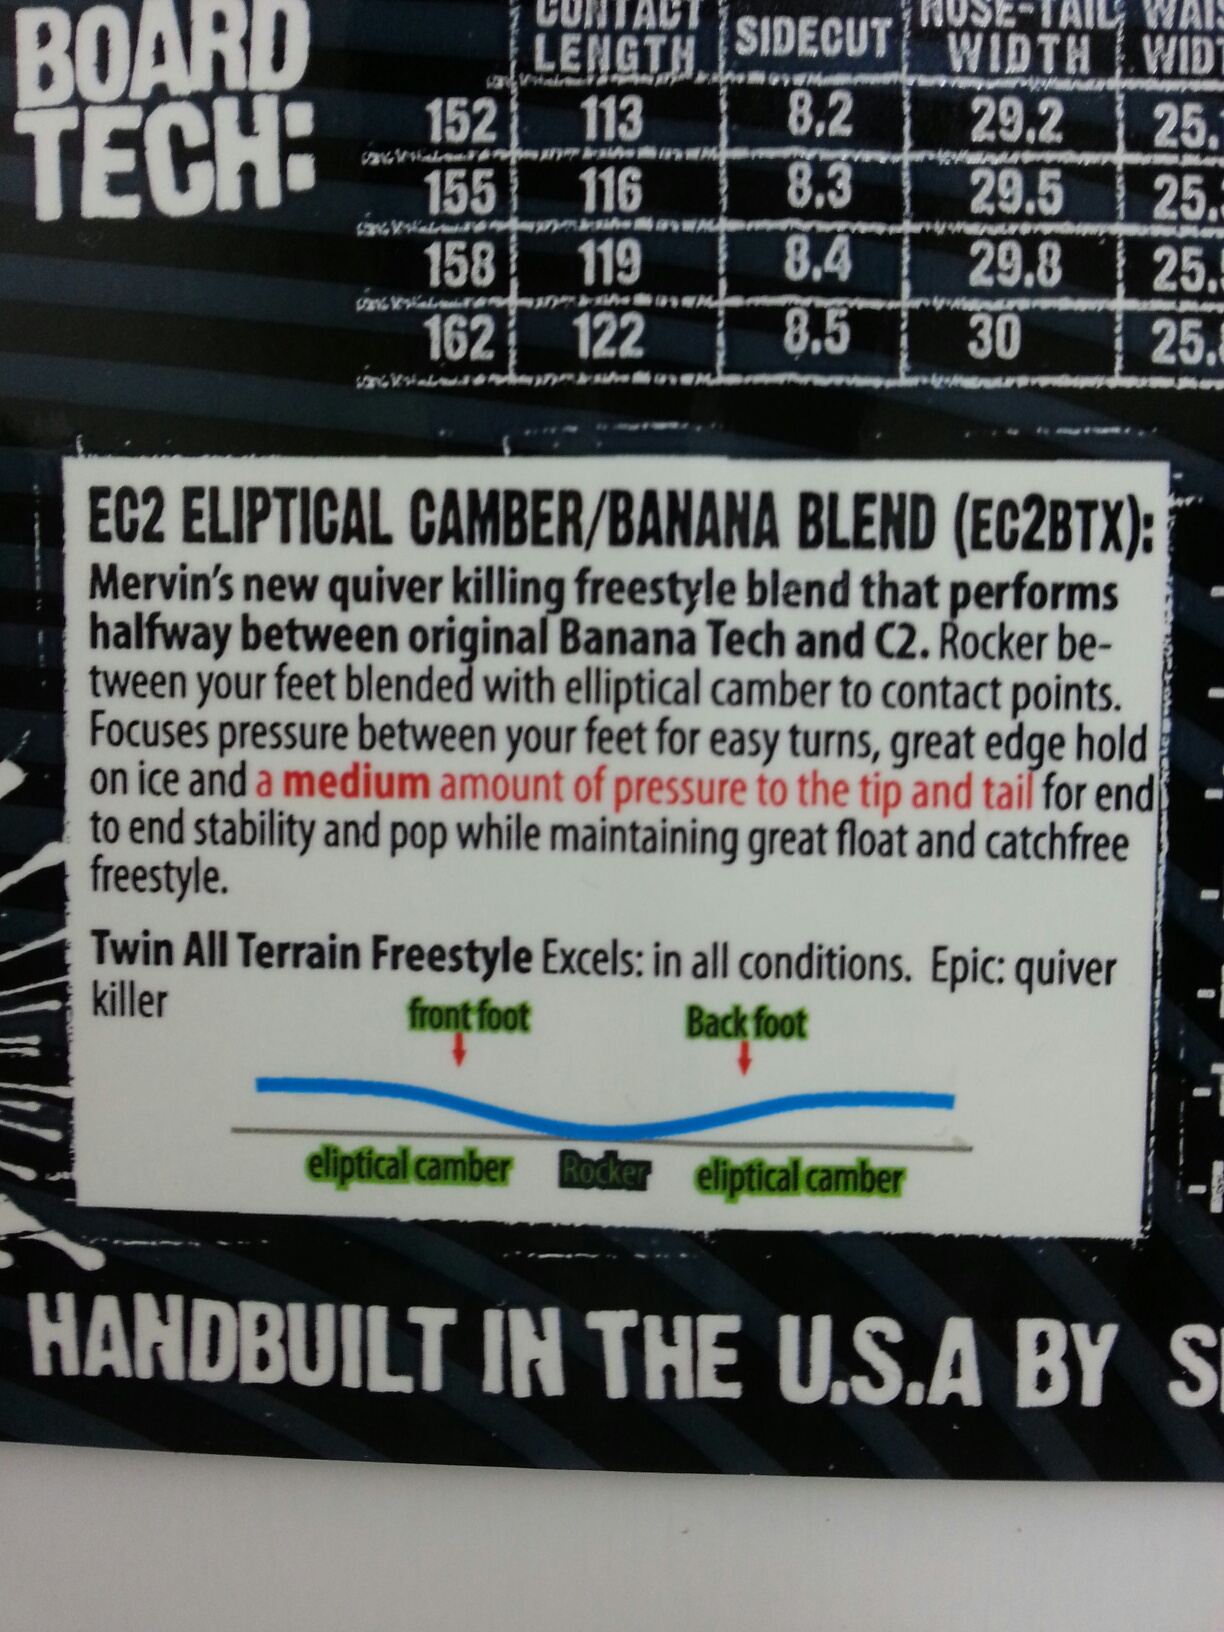 BOARD
TECH:
CONTACT
LENGTH SIDECUT NOSE-TAIL
WIDTH
152 113 8.2 29.2 25.
155 116 8.3 29.5 25.
158 119 8.4 29.8 25.
162 122 8.5 30 25.
EC2 ELIPTICAL CAMBER/BANANA BLEND (EC2BTX):
Mervin's new quiver killing freestyle blend that performs
halfway between original Banana Tech and C2. Rocker be-
tween your feet blended with elliptical camber to contact points.
Focuses pressure between your feet for easy turns, great edge hold
on ice and a medium amount of pressure to the tip and tail for end
to end stability and pop while maintaining great float and catchfree
freestyle.
Twin All Terrain Freestyle Excels: in all conditions. Epic: quiver
killer
front foot Back foot
eliptical camber Rocker eliptical camber
HANDBUILT IN THE U.S.A BY